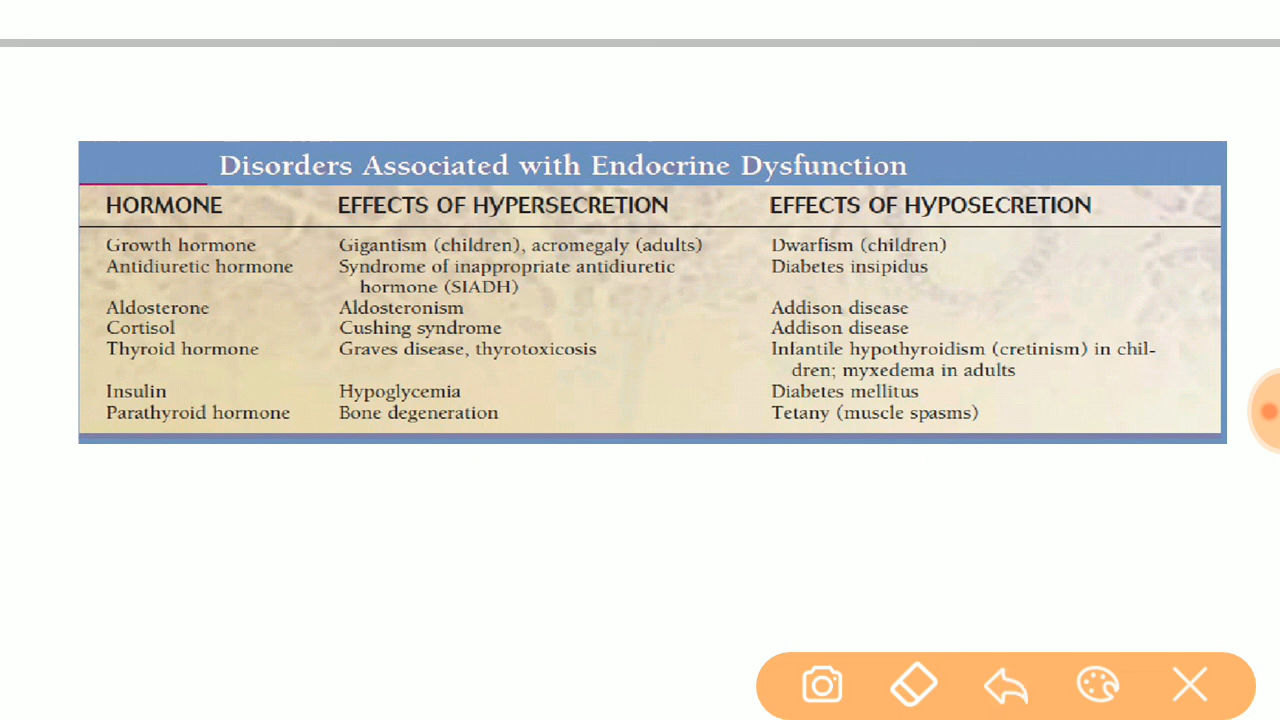 Disorders Associated with Endocrine Dysfunction
HORMONE EFFECTS OF HYPERSECRETION EFFECTS OF HYPOSECRETION
Growth hormone Gigantism (children), acromegaly (adults) Dwarfism (children)
Antidiuretic hormone Syndrome of inappropriate antidiuretic Diabetes insipidus
hormone (SIADH)
Aldosterone Aldosteronism Addison disease
Cortisol Cushing syndrome Addison disease
Thyroid hormone Graves disease, thyrotoxicosis Infantile hypothyroidism (cretinism) in chil-
dren; myxedema in adults
Insulin Hypoglycemia Diabetes mellitus
Parathyroid hormone Bone degeneration Tetany (muscle spasms)